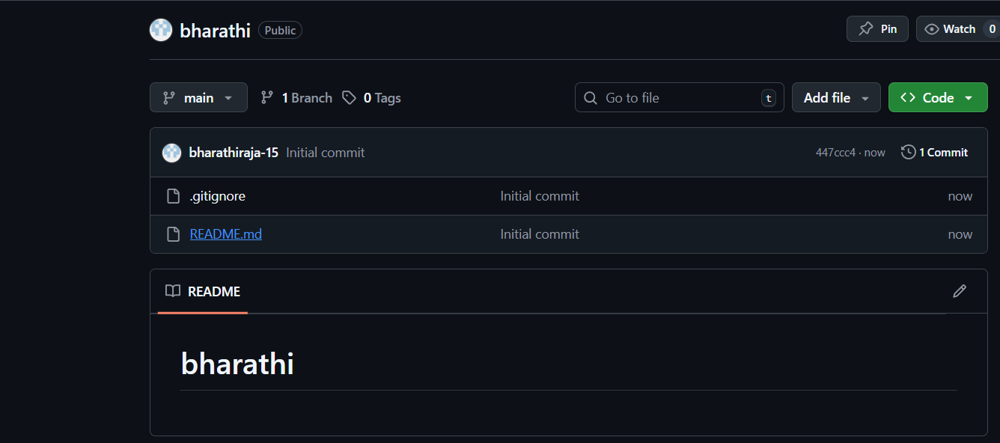 bharathi Public Pin Watch 0
main 1 Branch 0 Tags Go to file t Add file Code
bharathiraja-15 Initial commit 447ccc4 · now 1 Commit
.gitignore Initial commit now
README.md Initial commit now
README
bharathi